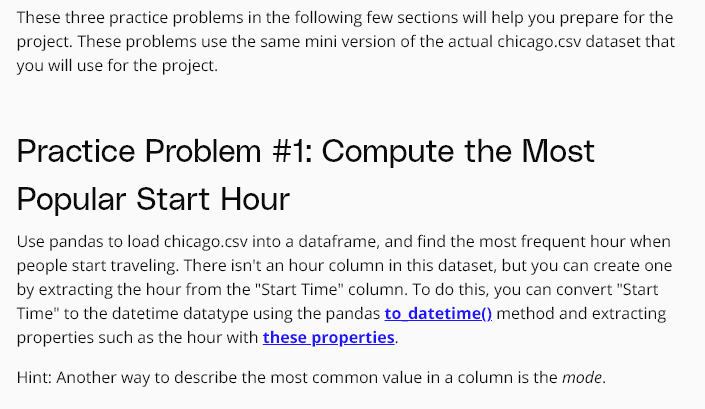 These three practice problems in the following few sections will help you prepare for the
project. These problems use the same mini version of the actual chicago.csv dataset that
you will use for the project.
Practice Problem #1: Compute the Most
Popular Start Hour
Use pandas to load chicago.csv into a dataframe, and find the most frequent hour when
people start traveling. There isn't an hour column in this dataset, but you can create one
by extracting the hour from the "Start Time" column. To do this, you can convert "Start
Time" to the datetime datatype using the pandas to_datetime() method and extracting
properties such as the hour with these properties.
Hint: Another way to describe the most common value in a column is the mode.